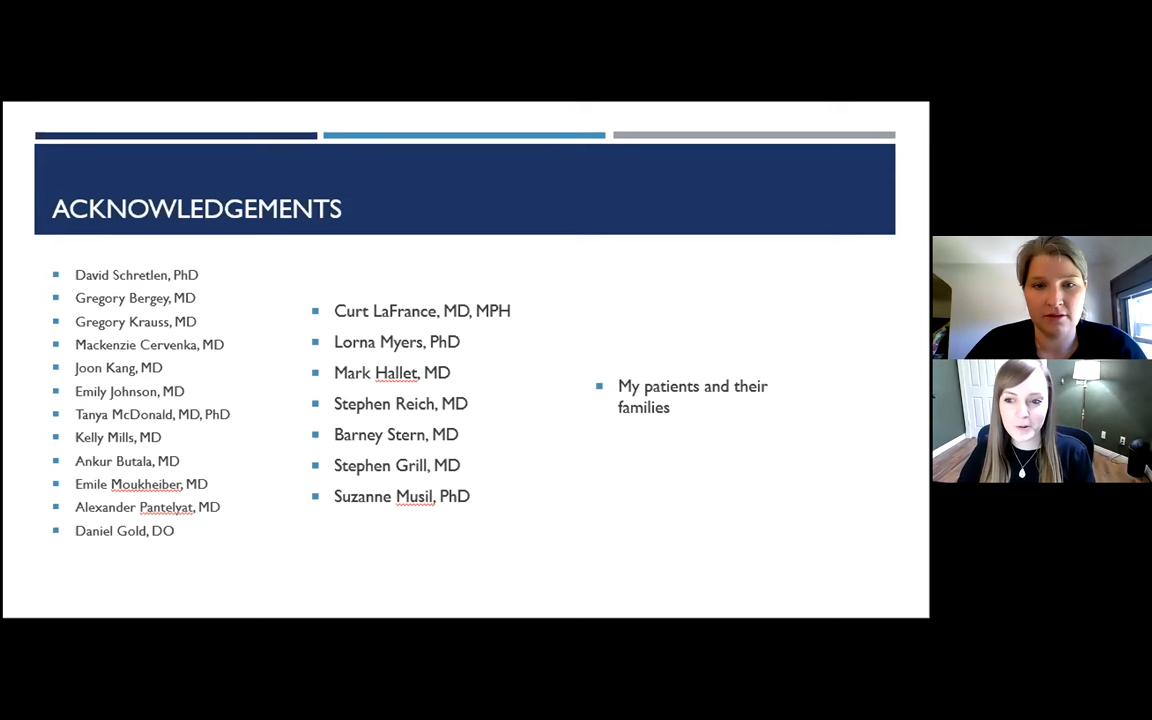 ACKNOWLEDGEMENTS
David Schretlen, PhD
Gregory Bergey, MD
Gregory Krauss, MD
Mackenzie Cervenka, MD
Joon Kang, MD
Emily Johnson, MD
Tanya McDonald, MD, PhD
Kelly Mills, MD
Ankur Butala, MD
Emile Moukheiber, MD
Alexander Pantelyat, MD
Daniel Gold, DO
Curt LaFrance, MD, MPH
Lorna Myers, PhD
Mark Hallet, MD
Stephen Reich, MD
Barney Stern, MD
Stephen Grill, MD
Suzanne Musil, PhD
My patients and their
families